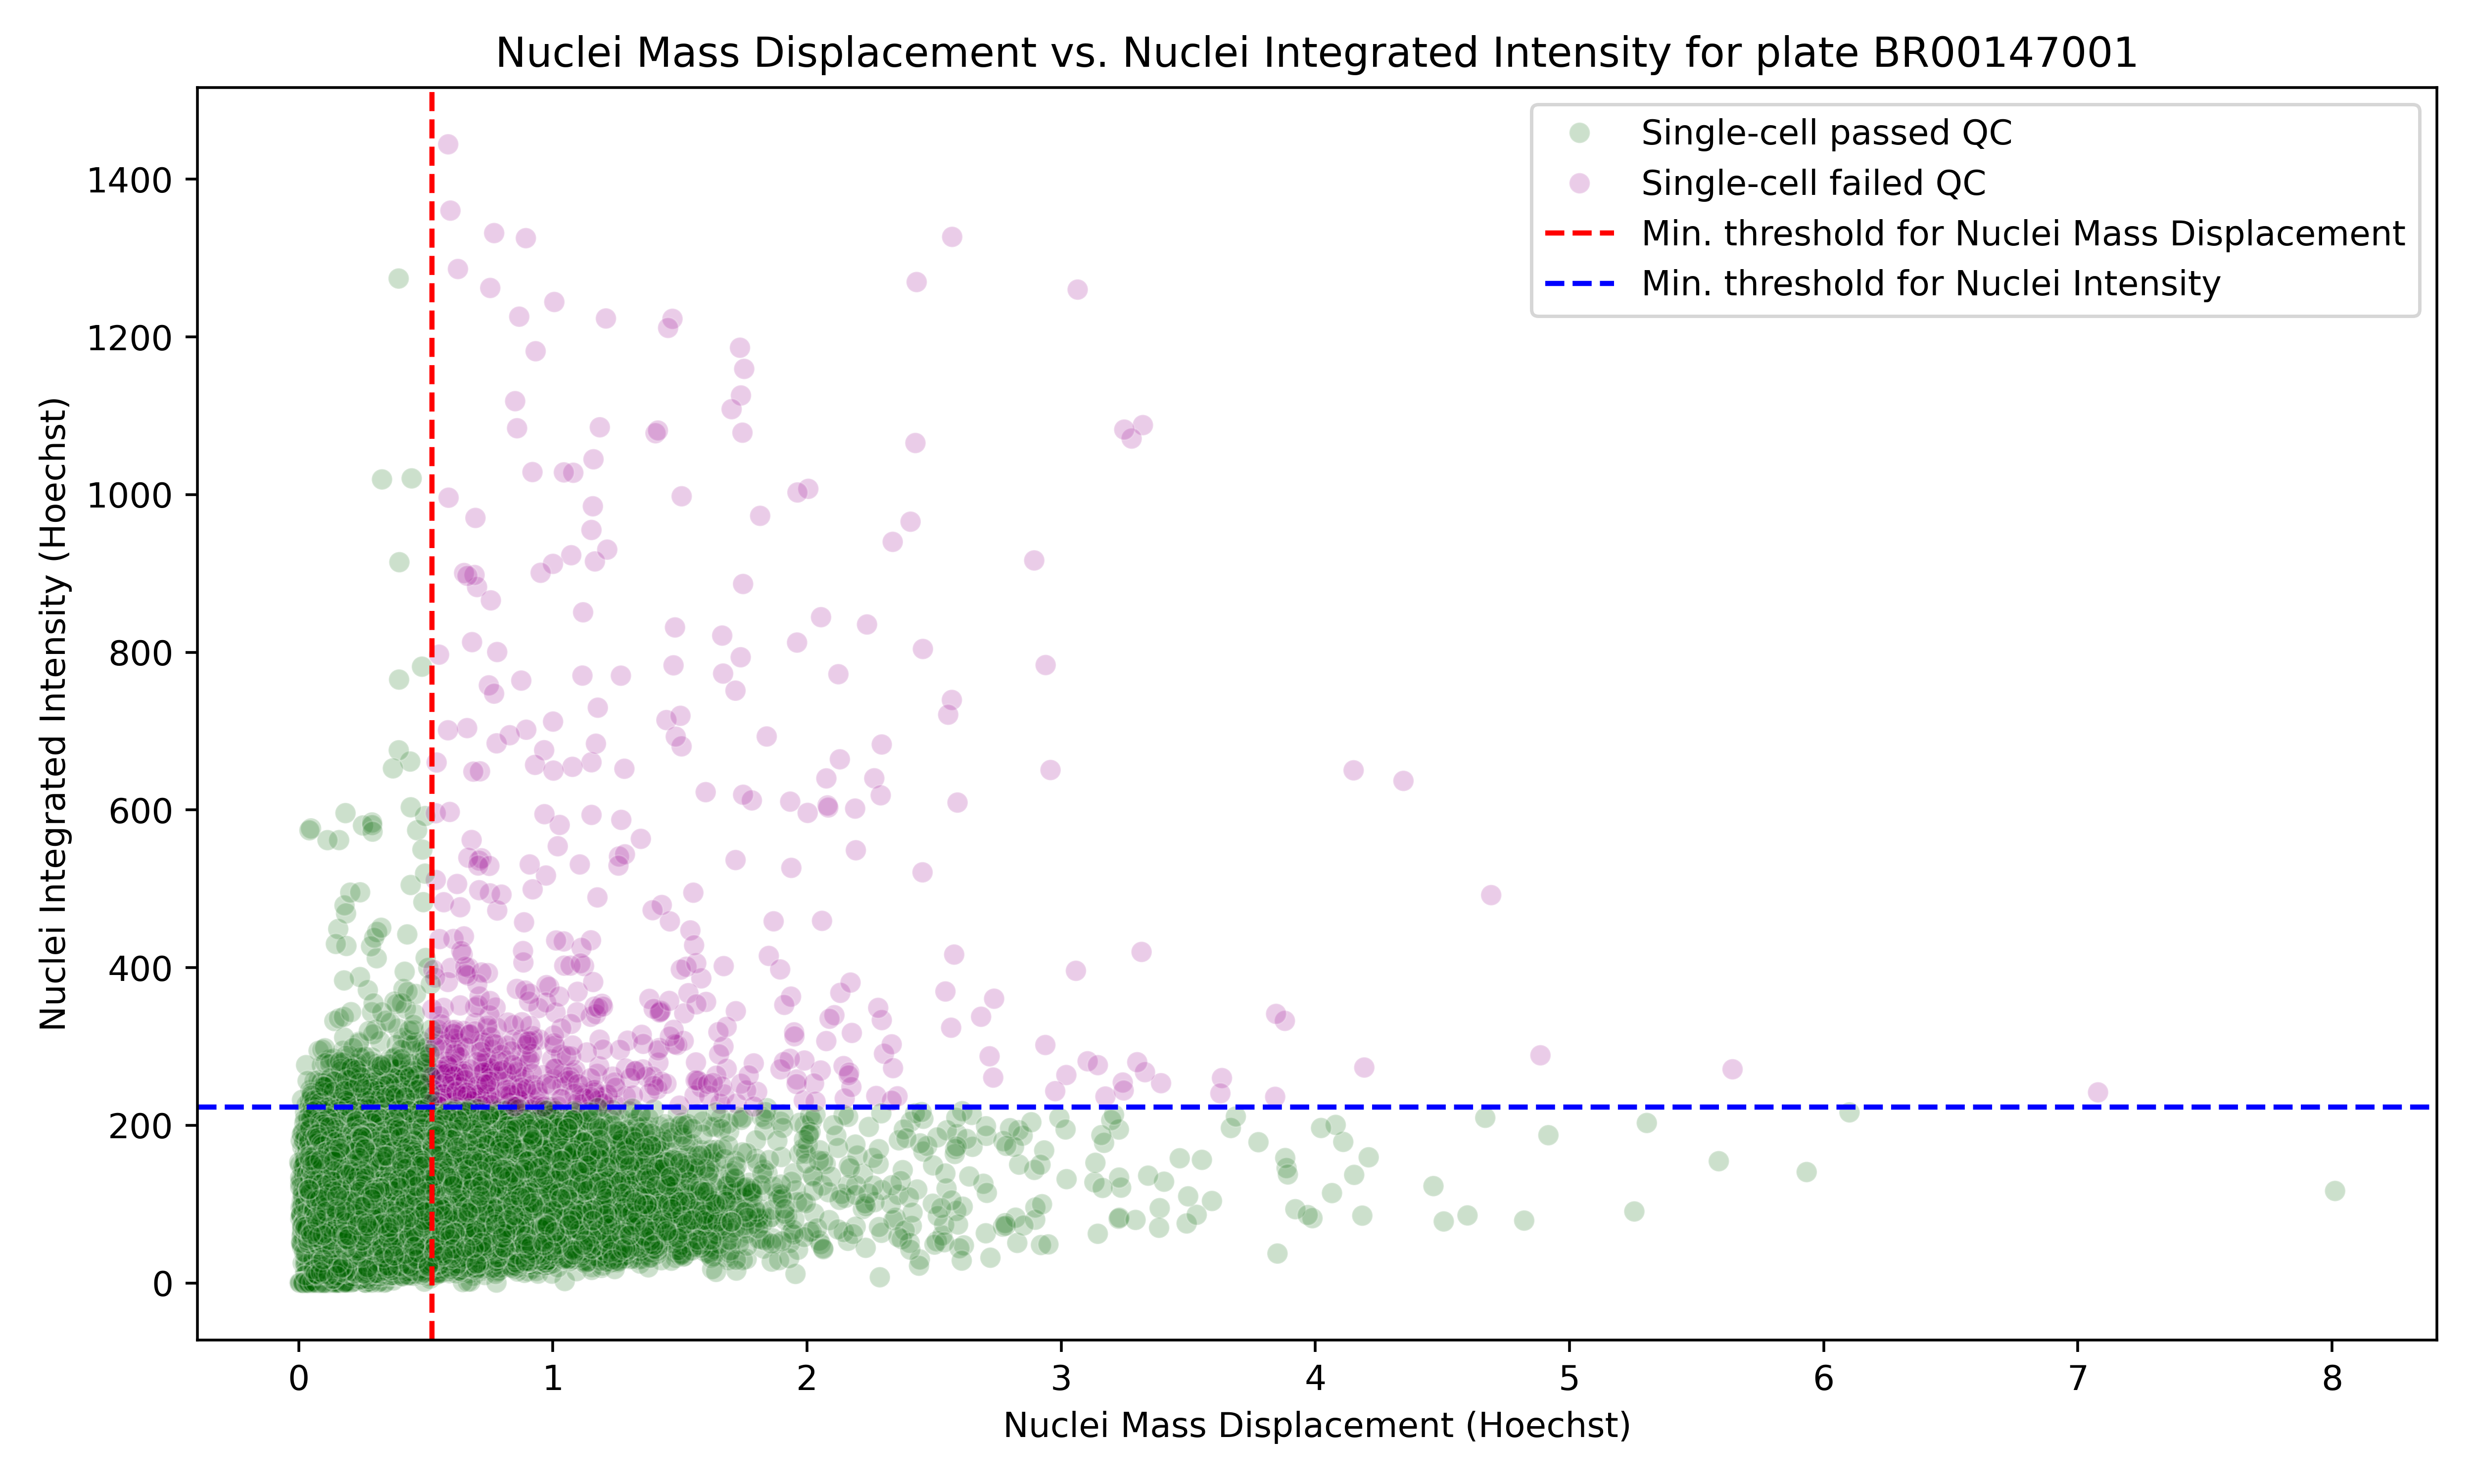 Nuclei Mass Displacement vs. Nuclei Integrated Intensity for plate BR00147001
Single-cell passed QC
Single-cell failed QC
Min. threshold for Nuclei Mass Displacement
Min. threshold for Nuclei Intensity
Nuclei Integrated Intensity (Hoechst)
1400
1200
1000
800
600
400
200
0
0 1 2 3 4 5 6 7 8
Nuclei Mass Displacement (Hoechst)